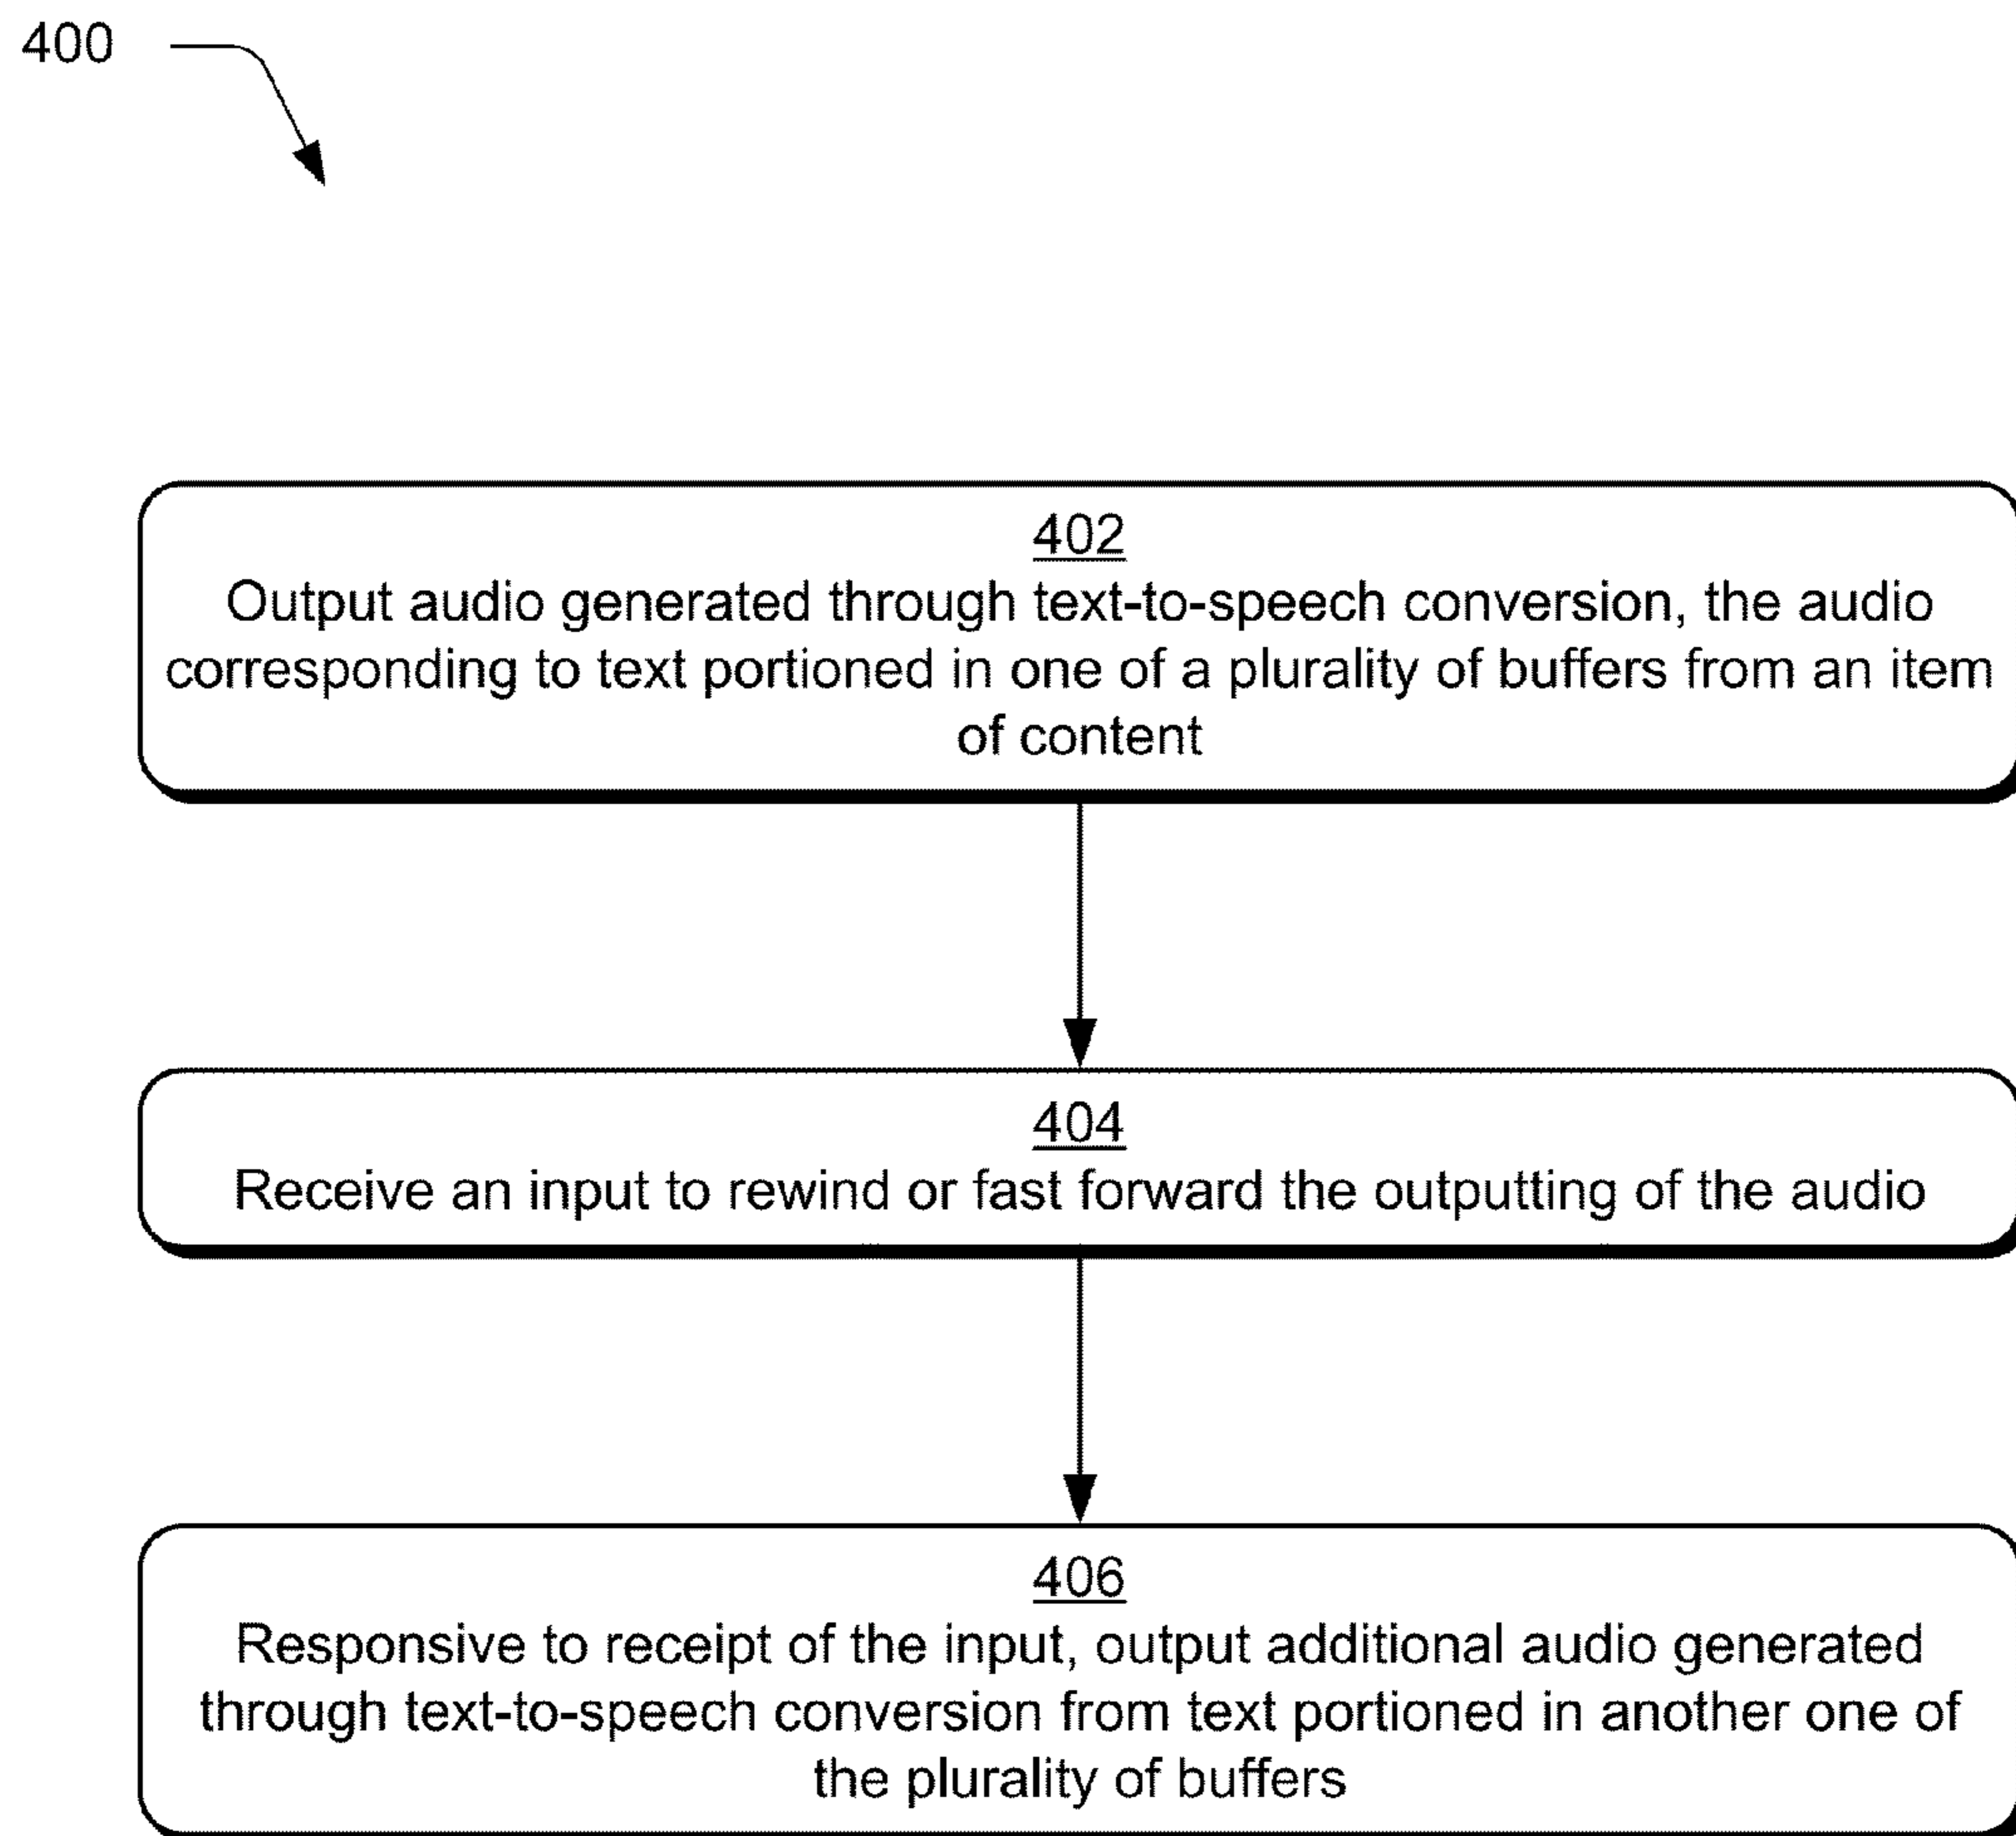 400
402
Output audio generated through text-to-speech conversion, the audio
corresponding to text portioned in one of a plurality of buffers from an item
of content
404
Receive an input to rewind or fast forward the outputting of the audio
406
Responsive to receipt of the input, output additional audio generated
through text-to-speech conversion from text portioned in another one of
the plurality of buffers